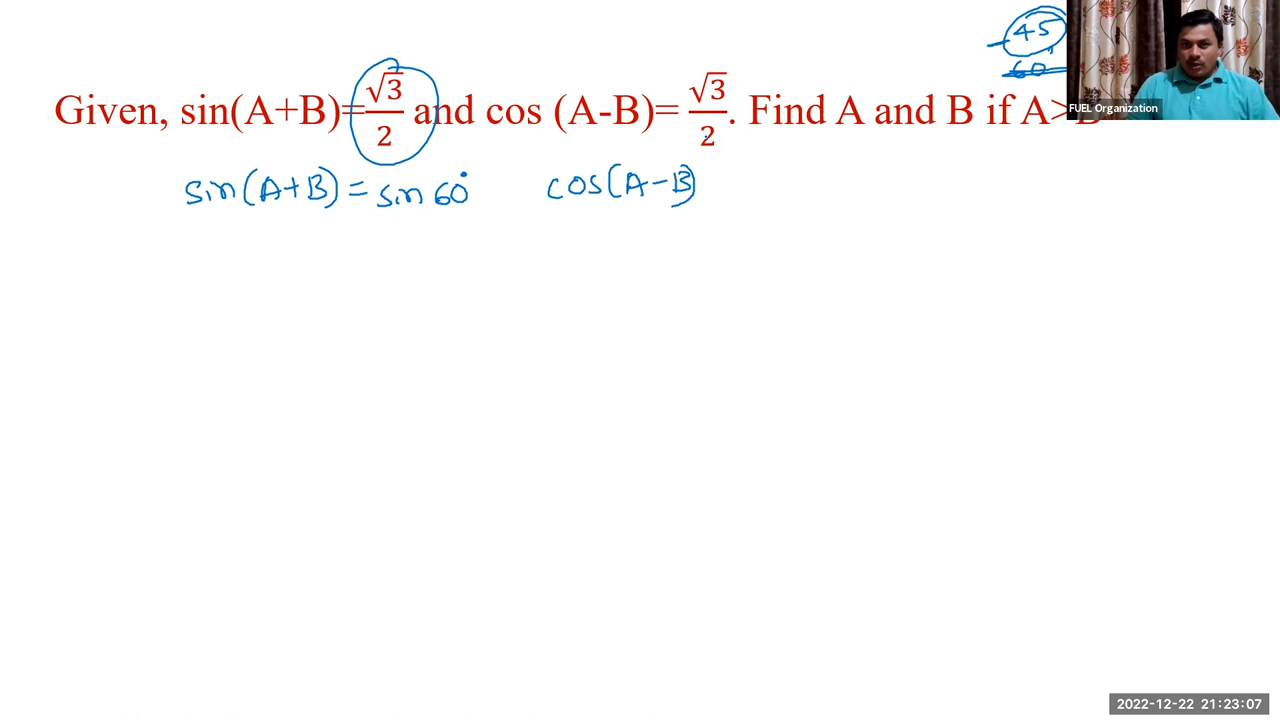 45
60
Given, sin(A+B)=√3/2 and cos (A-B)= √3/2. Find A and B if A>B
sin(A+B) = sin 60° cos(A-B)
FUEL Organization
2022-12-22 21:23:07